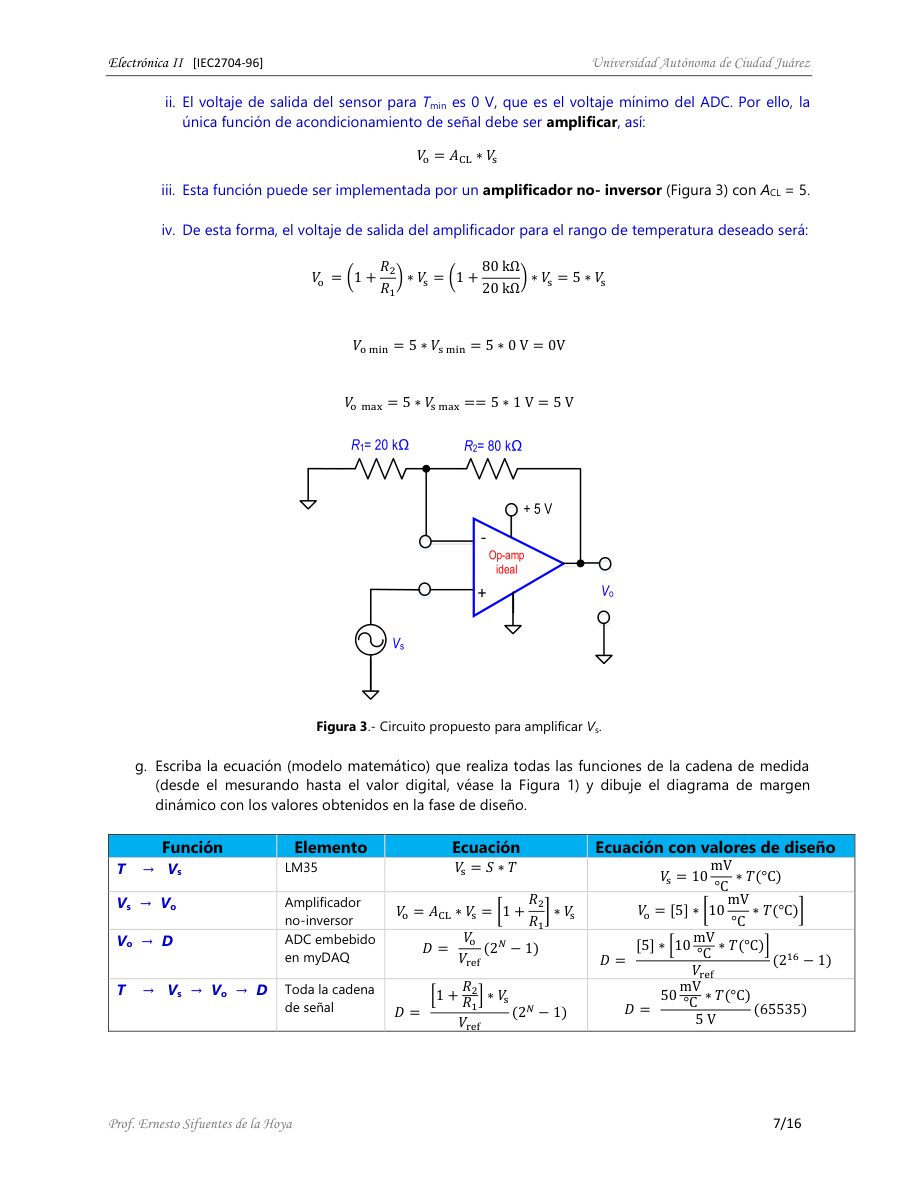 Electrónica II [IEC2704-96] Universidad Autónoma de Ciudad Juárez
ii. El voltaje de salida del sensor para Tmin es 0 V, que es el voltaje mínimo del ADC. Por ello, la
única función de acondicionamiento de señal debe ser amplificar, así:
Vo = ACL ∗ Vs
iii. Esta función puede ser implementada por un amplificador no- inversor (Figura 3) con ACL = 5.
iv. De esta forma, el voltaje de salida del amplificador para el rango de temperatura deseado será:
Vo = (1 + R2/R1) ∗ Vs = (1 + 80 kΩ/20 kΩ) ∗ Vs = 5 ∗ Vs
Vo min = 5 ∗ Vs min = 5 ∗ 0 V = 0V
Vo max = 5 ∗ Vs max == 5 ∗ 1 V = 5 V
R1= 20 kΩ R2= 80 kΩ
+ 5 V
-
Op-amp
ideal
+
Vo
Vs
Figura 3.- Circuito propuesto para amplificar Vs.
g. Escriba la ecuación (modelo matemático) que realiza todas las funciones de la cadena de medida
(desde el mesurando hasta el valor digital, véase la Figura 1) y dibuje el diagrama de margen
dinámico con los valores obtenidos en la fase de diseño.
Función Elemento Ecuación Ecuación con valores de diseño
T → Vs LM35 Vs = S ∗ T Vs = 10 mV/°C ∗ T(°C)
Vs → Vo Amplificador
no-inversor Vo = ACL ∗ Vs = [1 + R2/R1] ∗ Vs Vo = [5] ∗ [10 mV/°C ∗ T(°C)]
Vo → D ADC embebido
en myDAQ D = Vo/Vref (2^N − 1) D = [5] ∗ [10 mV/°C ∗ T(°C)]/Vref (2^16 − 1)
T → Vs → Vo → D Toda la cadena
de señal D = [1 + R2/R1] ∗ Vs/Vref (2^N − 1) D = 50 mV/°C ∗ T(°C)/5 V (65535)
Prof. Ernesto Sifuentes de la Hoya 7/16